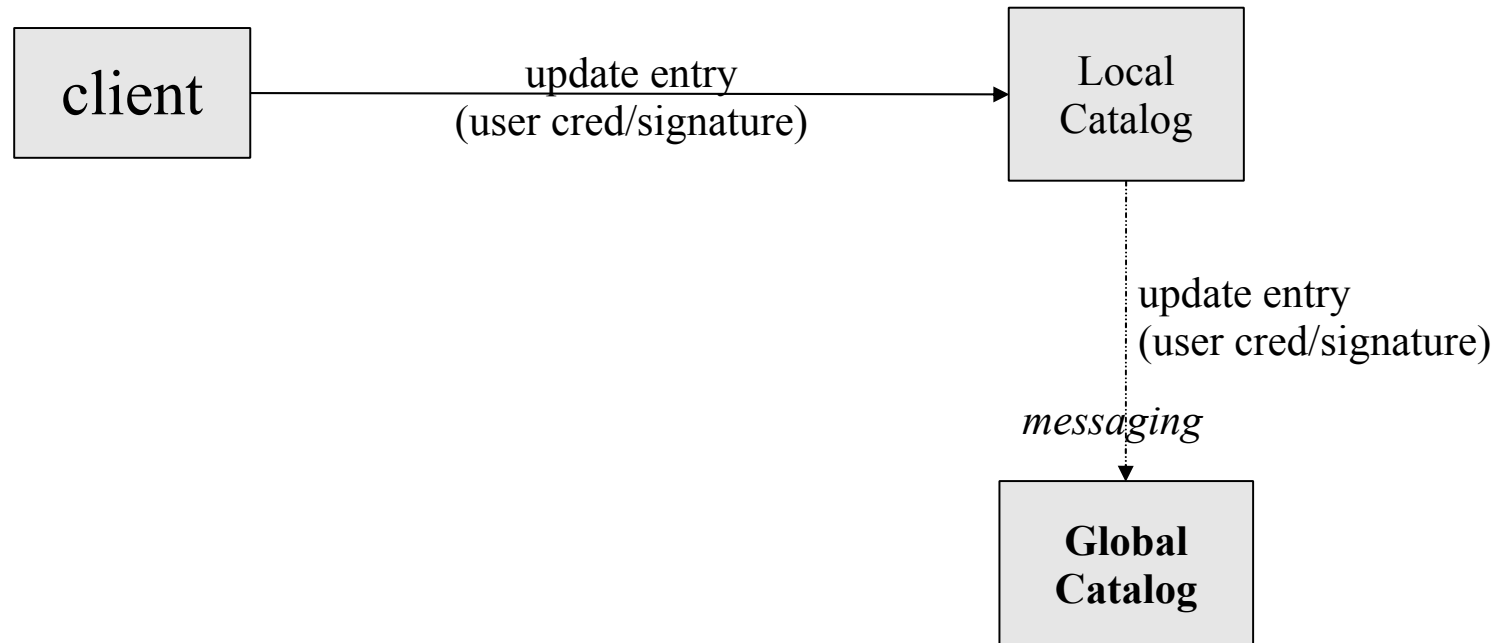 client
update entry
(user cred/signature)
Local
Catalog
update entry
(user cred/signature)
messaging
Global
Catalog